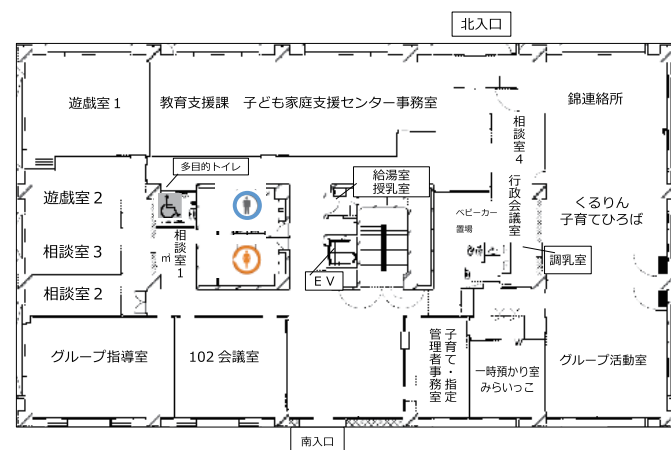 北入口
遊戯室1
教育支援課 子ども家庭支援センター事務室
錦連絡所
相談室4 行政会議室
多目的トイレ
給湯室
授乳室
遊戯室2
くるりん
子育てひろば
ベビーカー
置場
相談室3
相談室1
㎡
調乳室
EV
相談室2
グループ指導室
102会議室
子育て・指定
管理者事務室
一時預かり室
みらいっこ
グループ活動室
南入口